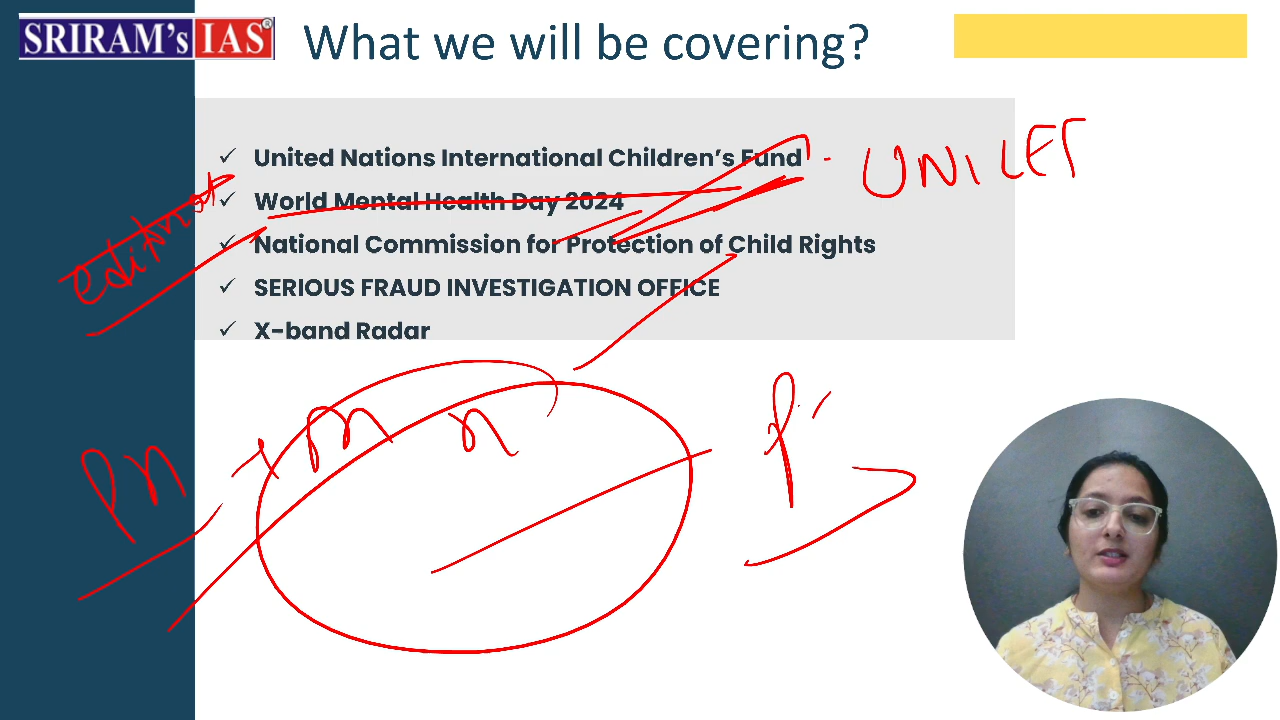 SRIRAM's IAS®
What we will be covering?
✓ United Nations International Children's Fund
UNICEF
✓ World Mental Health Day 2024
✓ National Commission for Protection of Child Rights
✓ SERIOUS FRAUD INVESTIGATION OFFICE
✓ X-band Radar